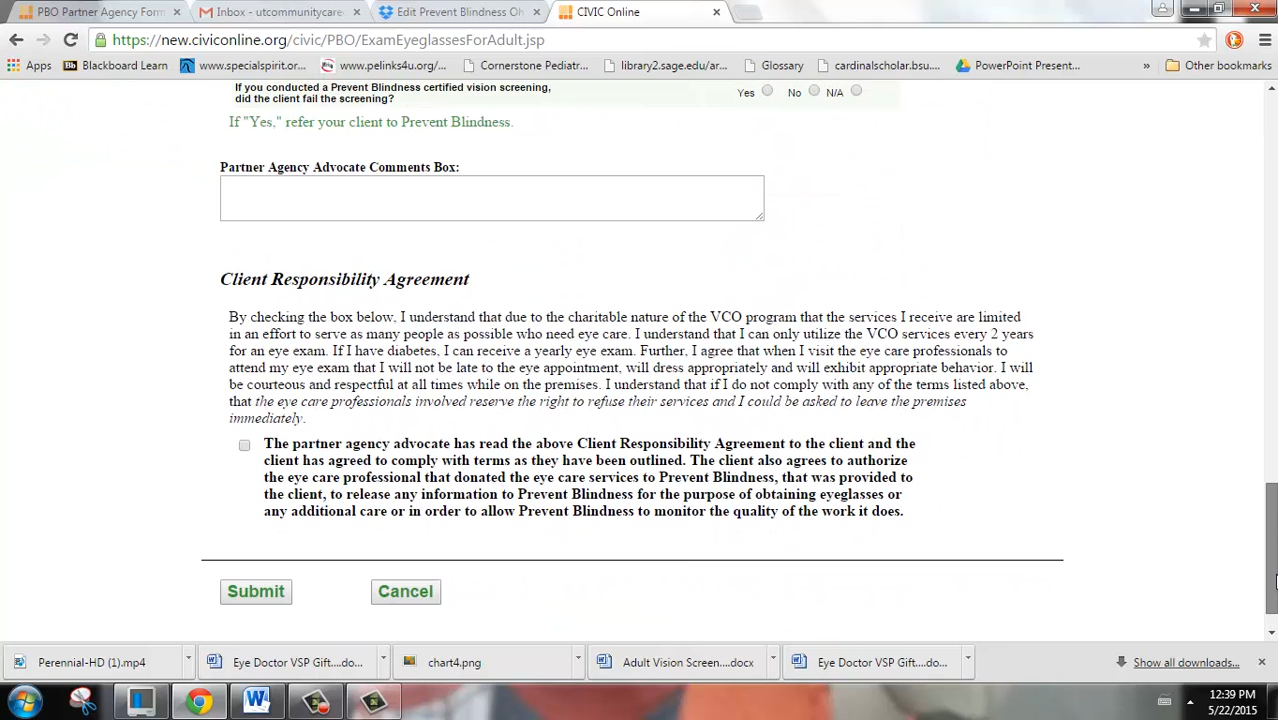 PBO Partner Agency Form
Inbox - utcommunitycare
Edit Prevent Blindness Oh
CIVIC Online
https://new.civiconline.org/civic/PBO/ExamEyeglassesForAdult.jsp
Apps
Bb Blackboard Learn
www.specialspirit.or...
www.pelinks4u.org/...
Cornerstone Pediatr...
library2.sage.edu/ar...
Glossary
cardinalscholar.bsu....
PowerPoint Present...
»
Other bookmarks
If you conducted a Prevent Blindness certified vision screening,
did the client fail the screening?
Yes No N/A
If "Yes," refer your client to Prevent Blindness.
Partner Agency Advocate Comments Box:
Client Responsibility Agreement
By checking the box below, I understand that due to the charitable nature of the VCO program that the services I receive are limited
in an effort to serve as many people as possible who need eye care. I understand that I can only utilize the VCO services every 2 years
for an eye exam. If I have diabetes, I can receive a yearly eye exam. Further, I agree that when I visit the eye care professionals to
attend my eye exam that I will not be late to the eye appointment, will dress appropriately and will exhibit appropriate behavior. I will
be courteous and respectful at all times while on the premises. I understand that if I do not comply with any of the terms listed above,
that the eye care professionals involved reserve the right to refuse their services and I could be asked to leave the premises
immediately.
The partner agency advocate has read the above Client Responsibility Agreement to the client and the
client has agreed to comply with terms as they have been outlined. The client also agrees to authorize
the eye care professional that donated the eye care services to Prevent Blindness, that was provided to
the client, to release any information to Prevent Blindness for the purpose of obtaining eyeglasses or
any additional care or in order to allow Prevent Blindness to monitor the quality of the work it does.
Submit
Cancel
Perennial-HD (1).mp4
Eye Doctor VSP Gift....do...
chart4.png
Adult Vision Screen....docx
Eye Doctor VSP Gift....do...
Show all downloads...
12:39 PM
5/22/2015